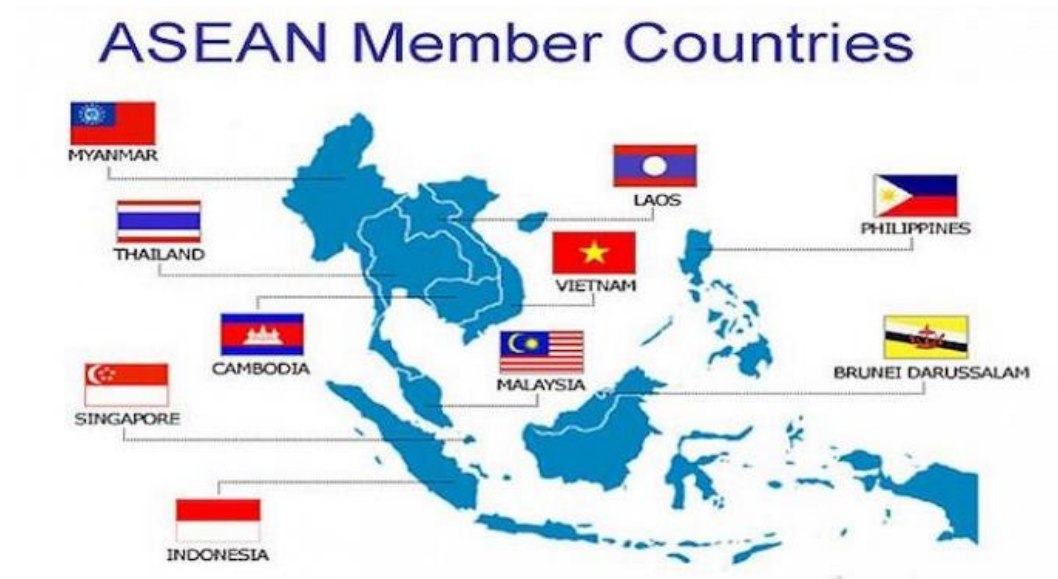 ASEAN Member Countries
MYANMAR
LAOS
PHILIPPINES
THAILAND
VIETNAM
CAMBODIA
MALAYSIA
BRUNEI DARUSSALAM
SINGAPORE
INDONESIA